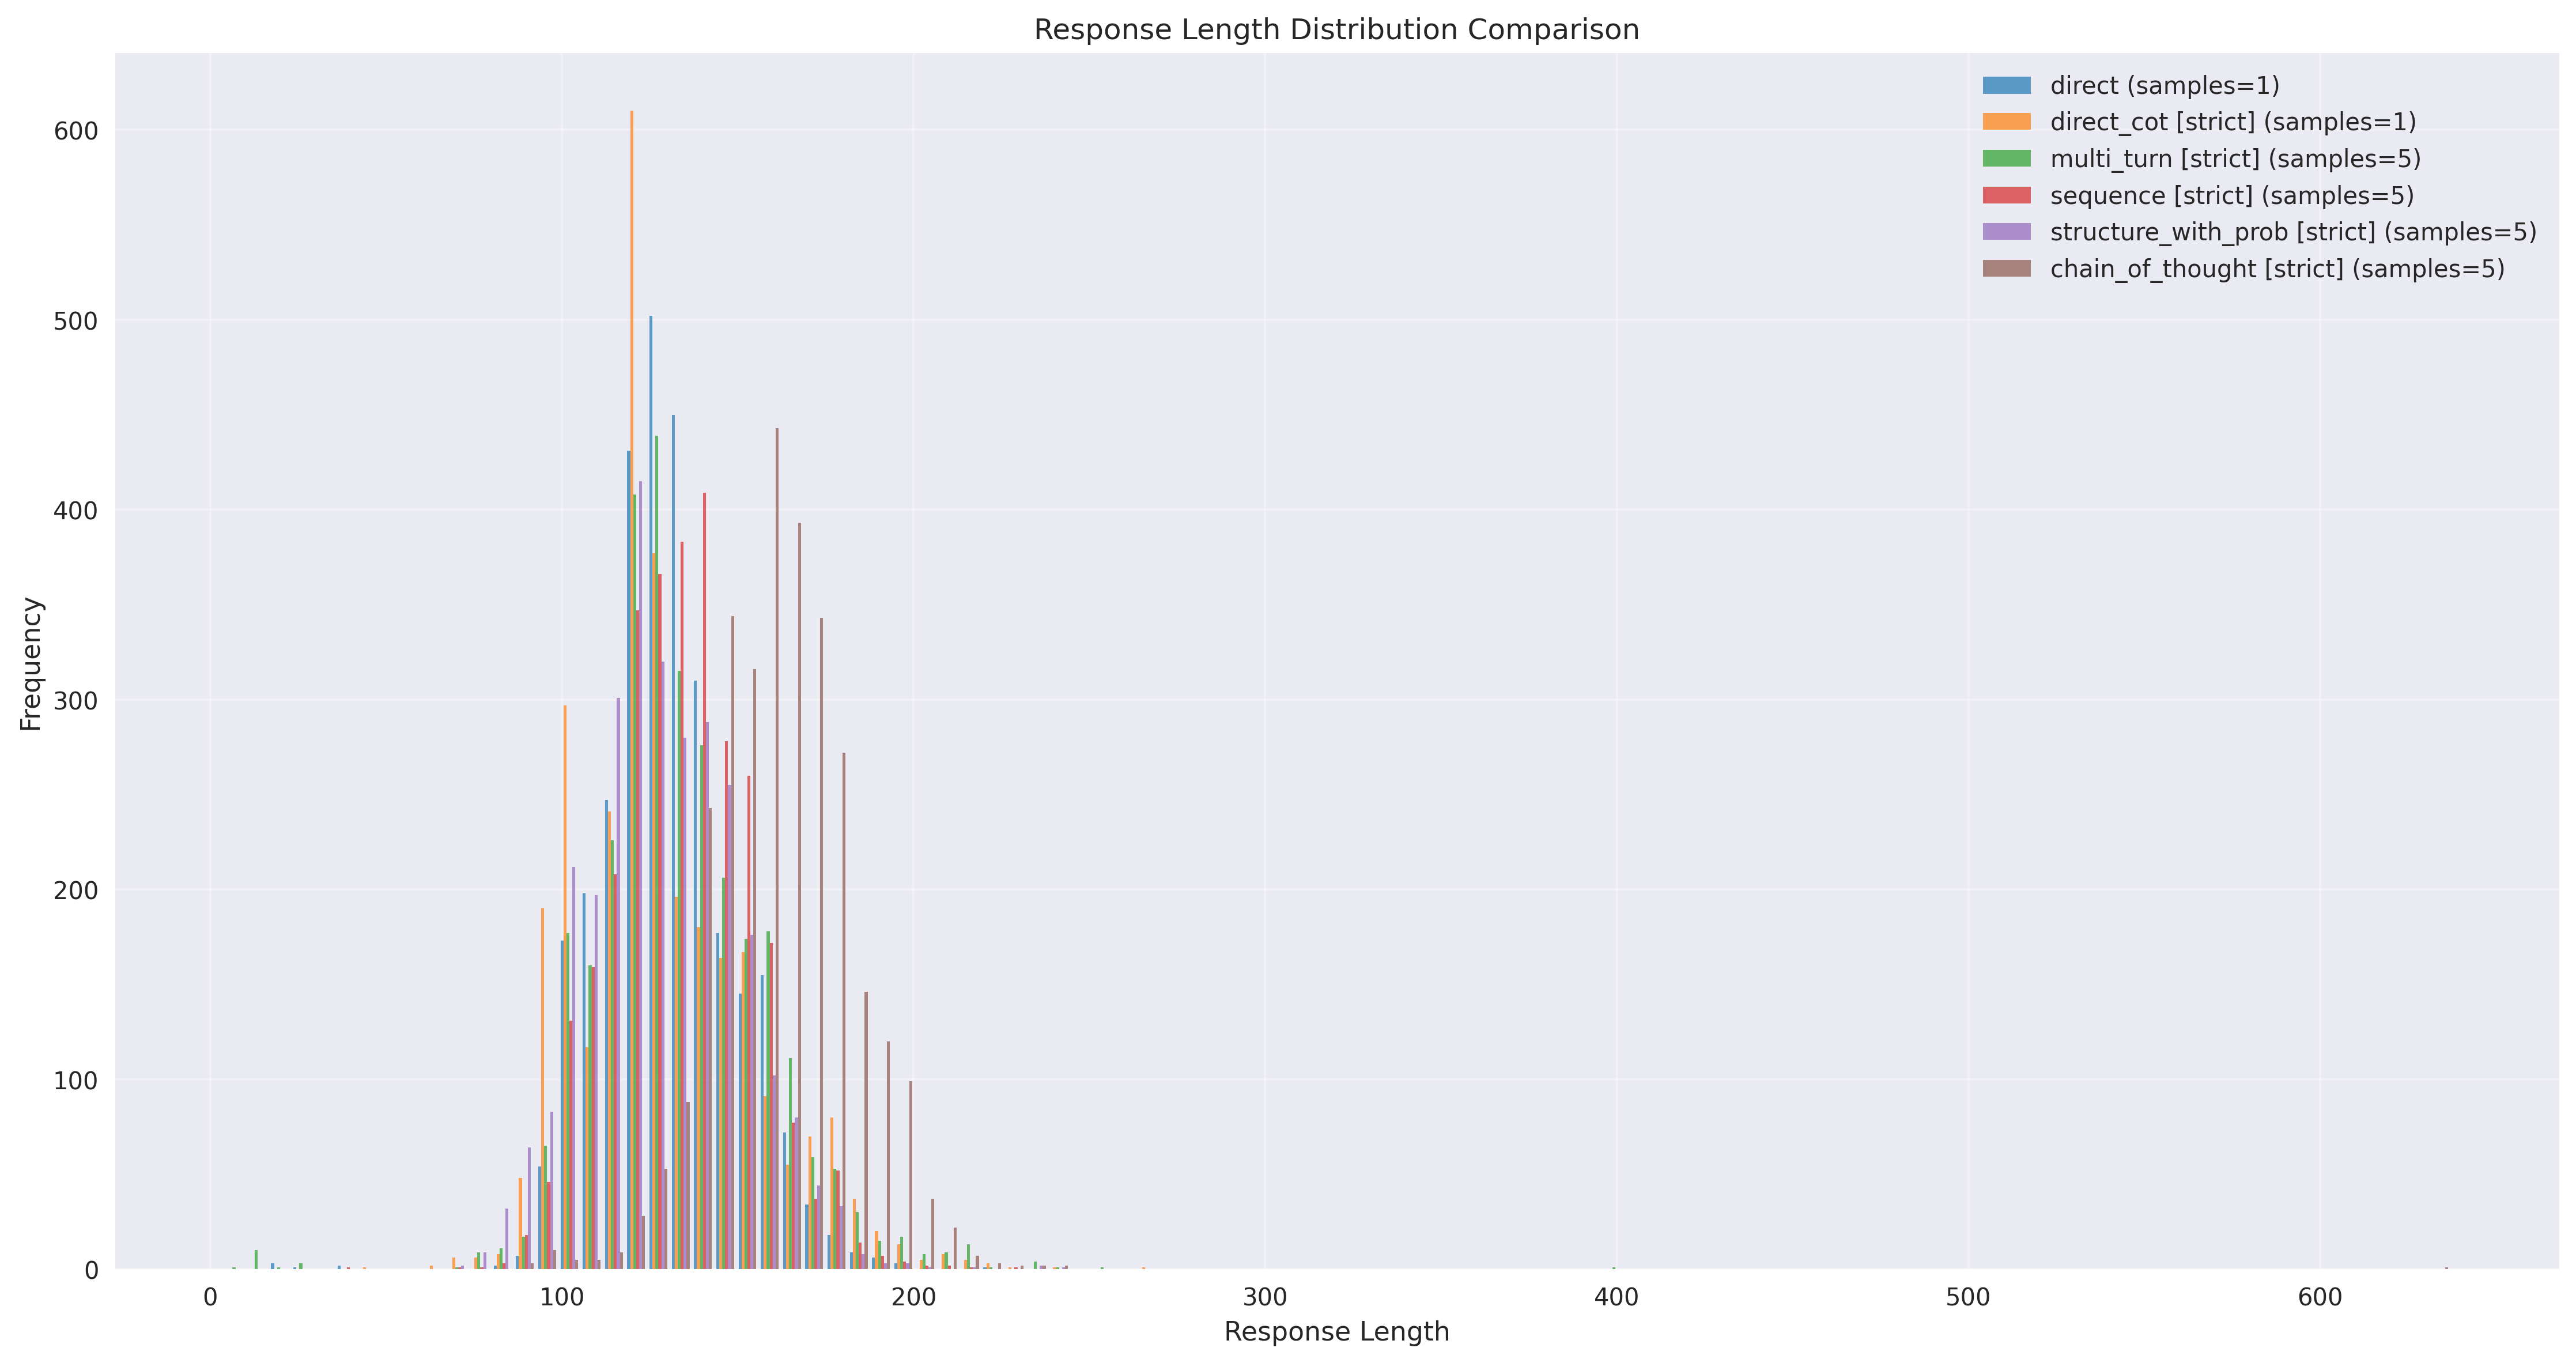 Response Length Distribution Comparison
direct (samples=1)
direct_cot [strict] (samples=1)
multi_turn [strict] (samples=5)
sequence [strict] (samples=5)
structure_with_prob [strict] (samples=5)
chain_of_thought [strict] (samples=5)
Frequency
600
500
400
300
200
100
0
0 100 200 300 400 500 600
Response Length